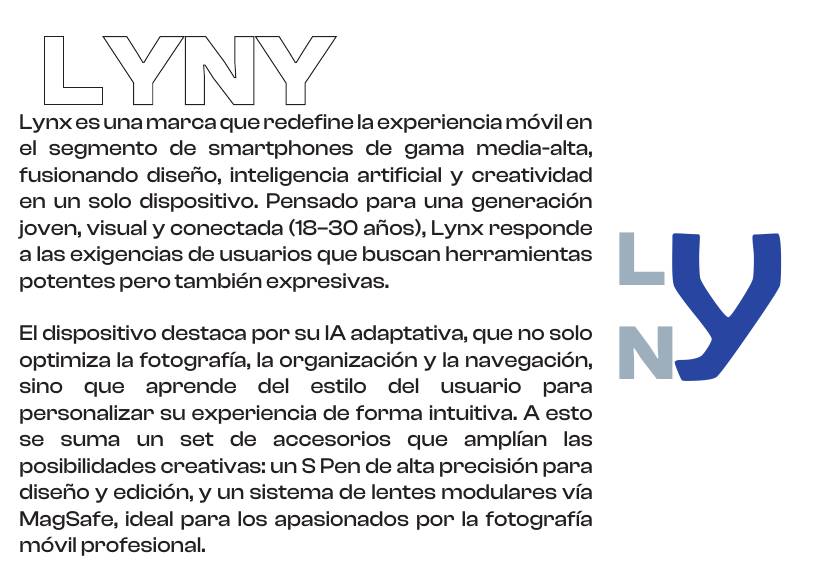 LYNY
Lynx es una marca que redefine la experiencia móvil en
el segmento de smartphones de gama media-alta,
fusionando diseño, inteligencia artificial y creatividad
en un solo dispositivo. Pensado para una generación
joven, visual y conectada (18–30 años), Lynx responde
a las exigencias de usuarios que buscan herramientas
potentes pero también expresivas.
El dispositivo destaca por su IA adaptativa, que no solo
optimiza la fotografía, la organización y la navegación,
sino que aprende del estilo del usuario para
personalizar su experiencia de forma intuitiva. A esto
se suma un set de accesorios que amplían las
posibilidades creativas: un S Pen de alta precisión para
diseño y edición, y un sistema de lentes modulares vía
MagSafe, ideal para los apasionados por la fotografía
móvil profesional.
L y
N